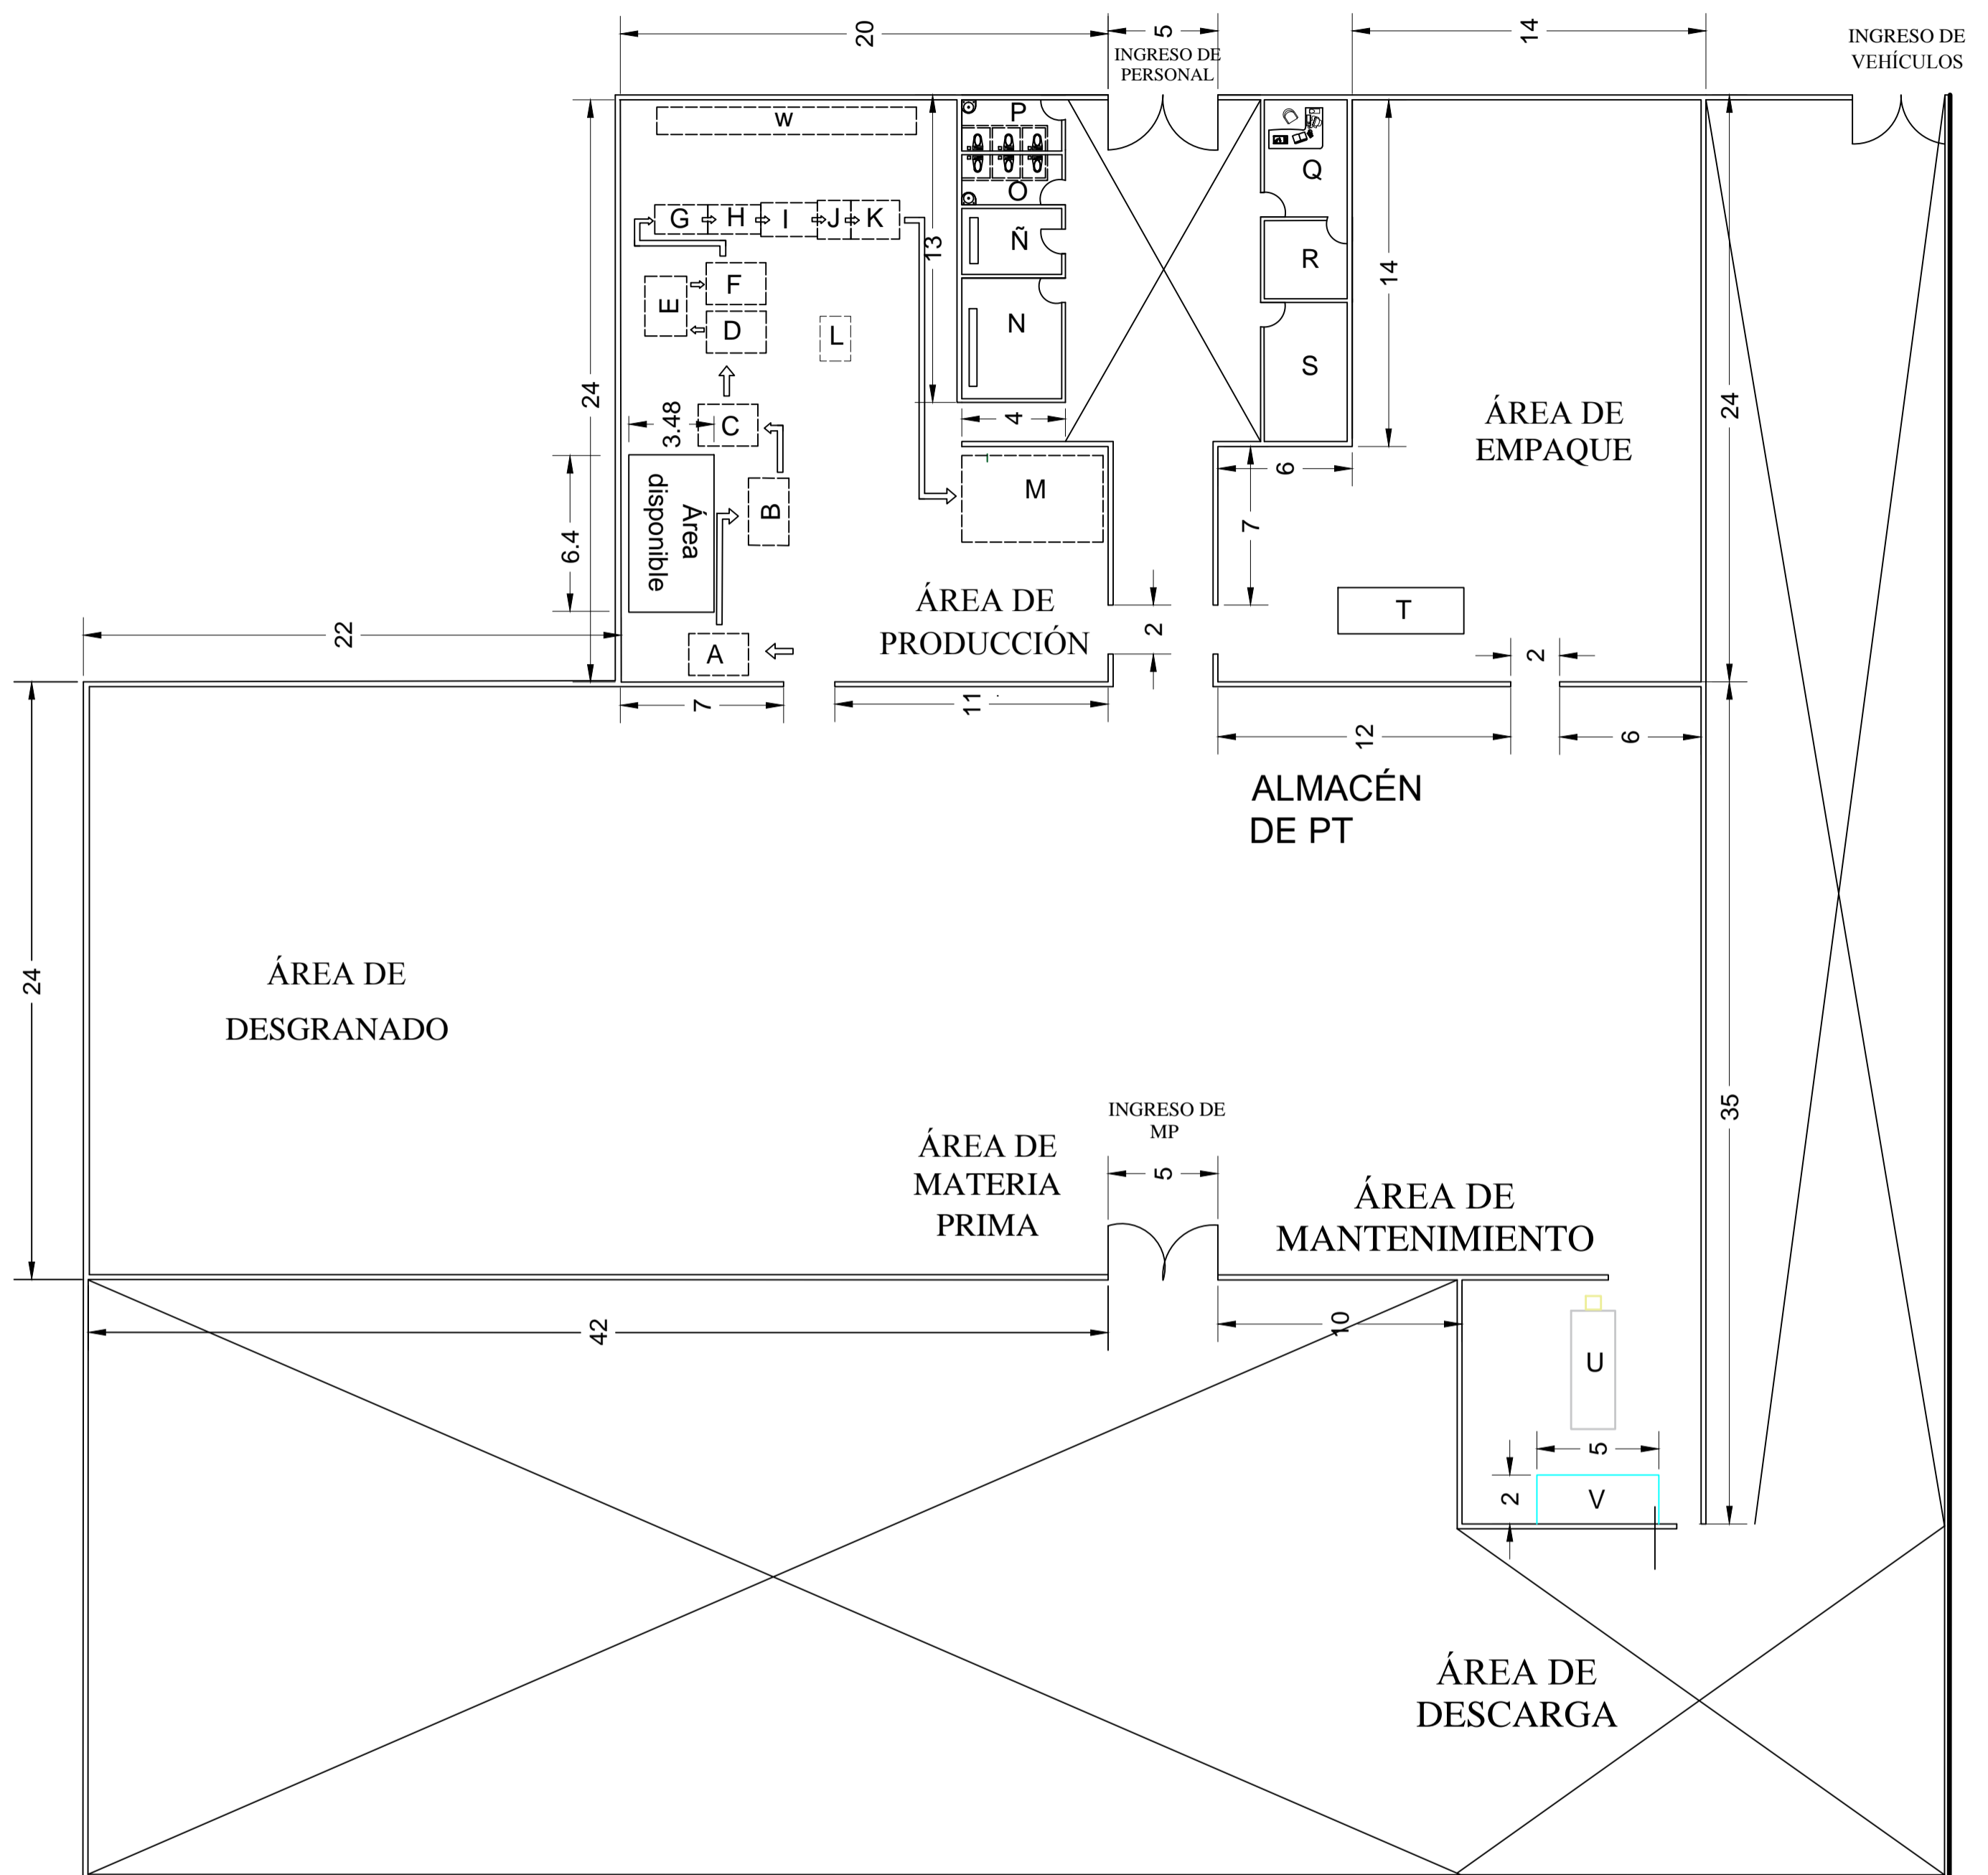 20
5
14
INGRESO DE
PERSONAL
INGRESO DE
VEHÍCULOS
W
P
Q
O
G
H
I
J
K
Ñ
13
R
14
F
E
D
L
N
S
24
3.48
C
4
ÁREA DE
EMPAQUE
24
6
Área
disponible
B
M
7
6.4
ÁREA DE
PRODUCCIÓN
T
2
22
A
2
7
11
12
6
ALMACÉN
DE PT
24
ÁREA DE
DESGRANADO
INGRESO DE
MP
35
ÁREA DE
MATERIA
PRIMA
5
ÁREA DE
MANTENIMIENTO
42
10
U
5
2
V
ÁREA DE
DESCARGA